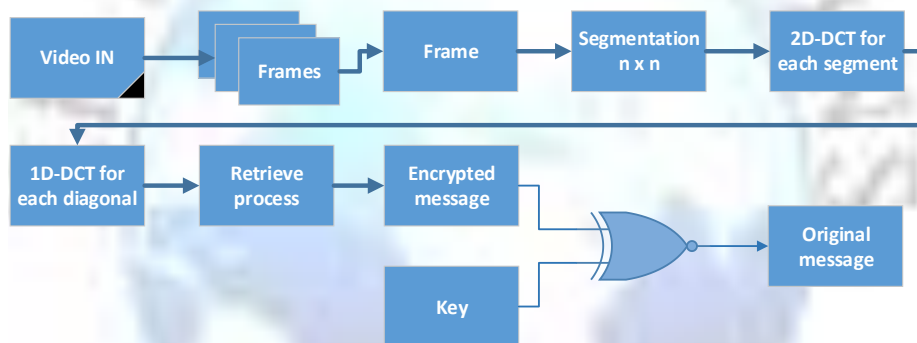 Video IN
Frames
Frame
Segmentation
n x n
2D-DCT for
each segment
1D-DCT for
each diagonal
Retrieve
process
Encrypted
message
Original
message
Key